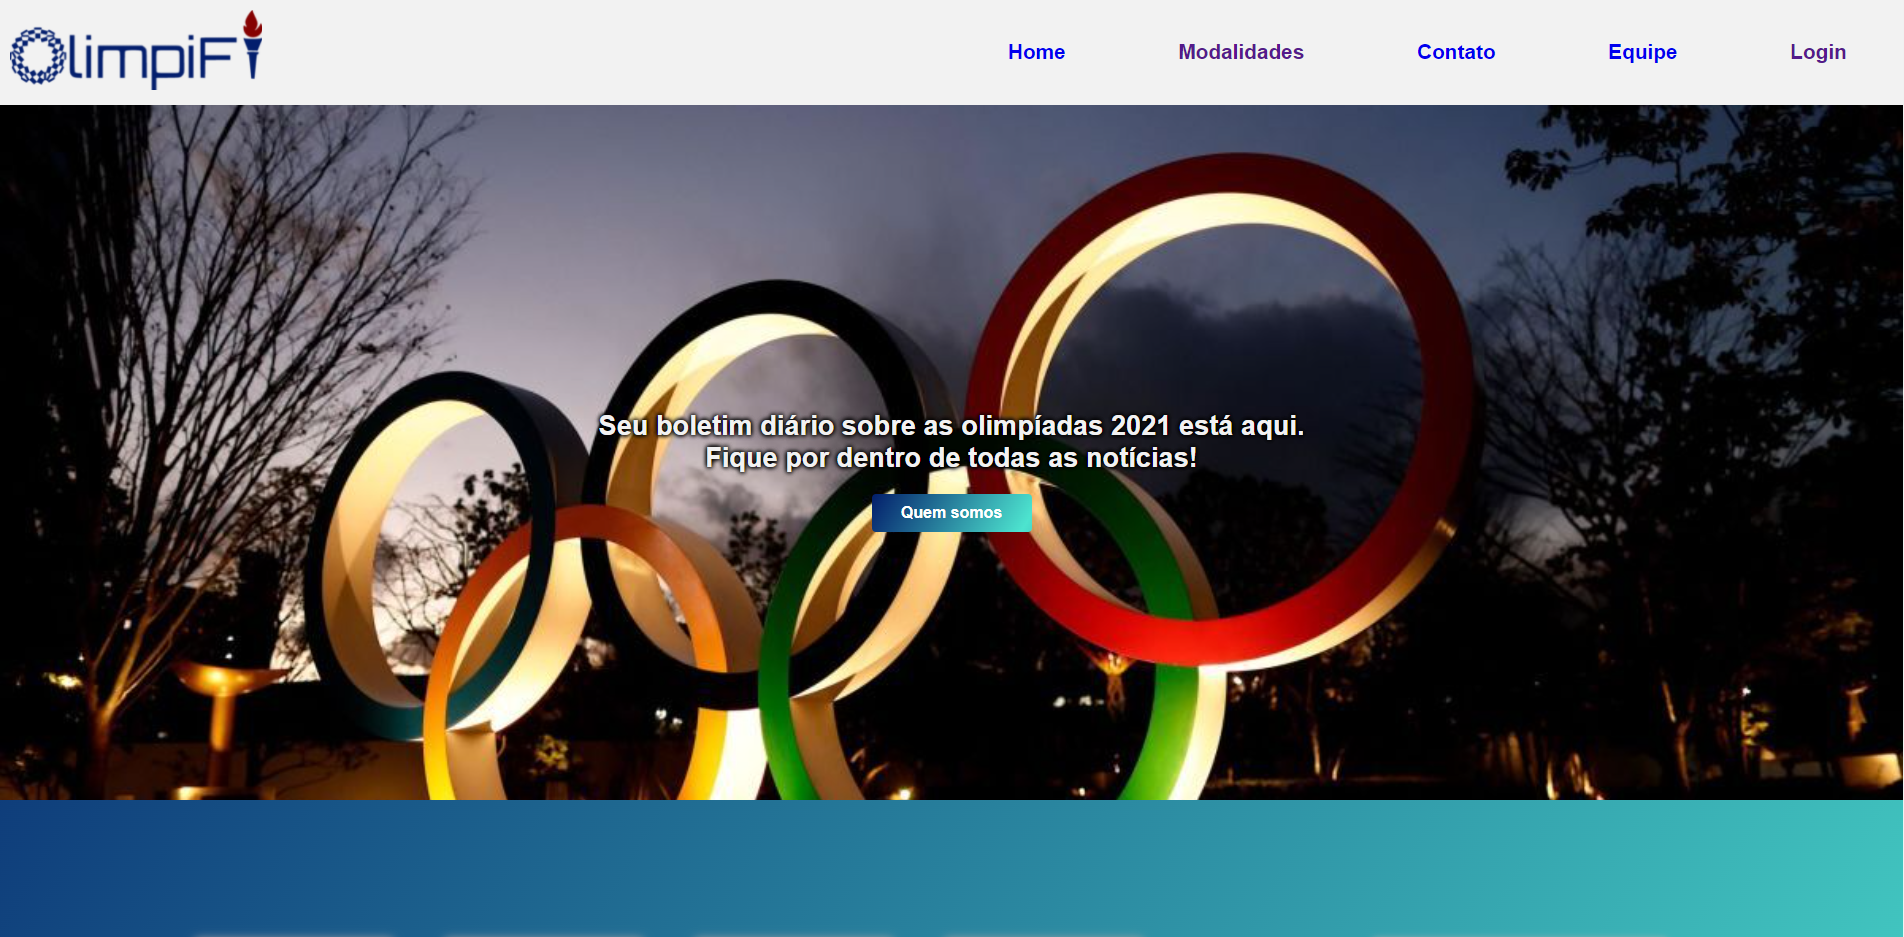 OlimpiFi
Home
Modalidades
Contato
Equipe
Login
Seu boletim diário sobre as olimpíadas 2021 está aqui.
Fique por dentro de todas as notícias!
Quem somos